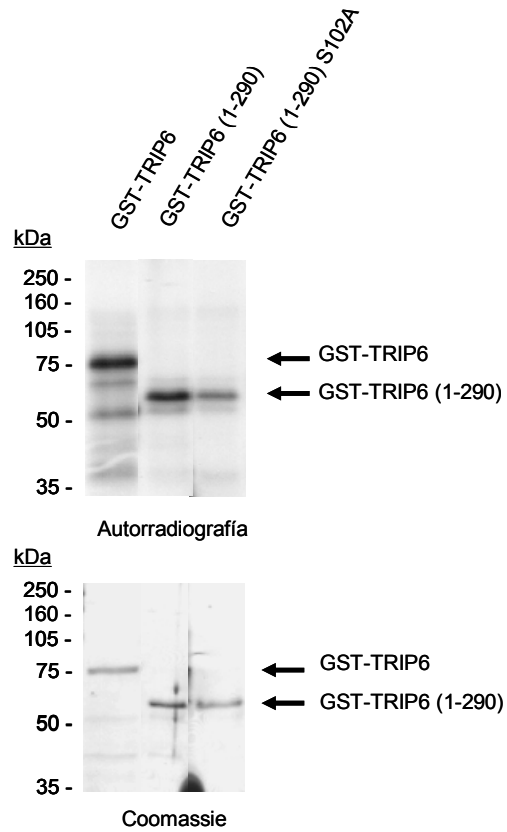 GST-TRIP6
GST-TRIP6 (1-290)
GST-TRIP6 (1-290) S102A
kDa
250 -
160 -
105 -
75 -
50 -
35 -
GST-TRIP6
GST-TRIP6 (1-290)
Autorradiografía
kDa
250 -
160 -
105 -
75 -
50 -
35 -
GST-TRIP6
GST-TRIP6 (1-290)
Coomassie